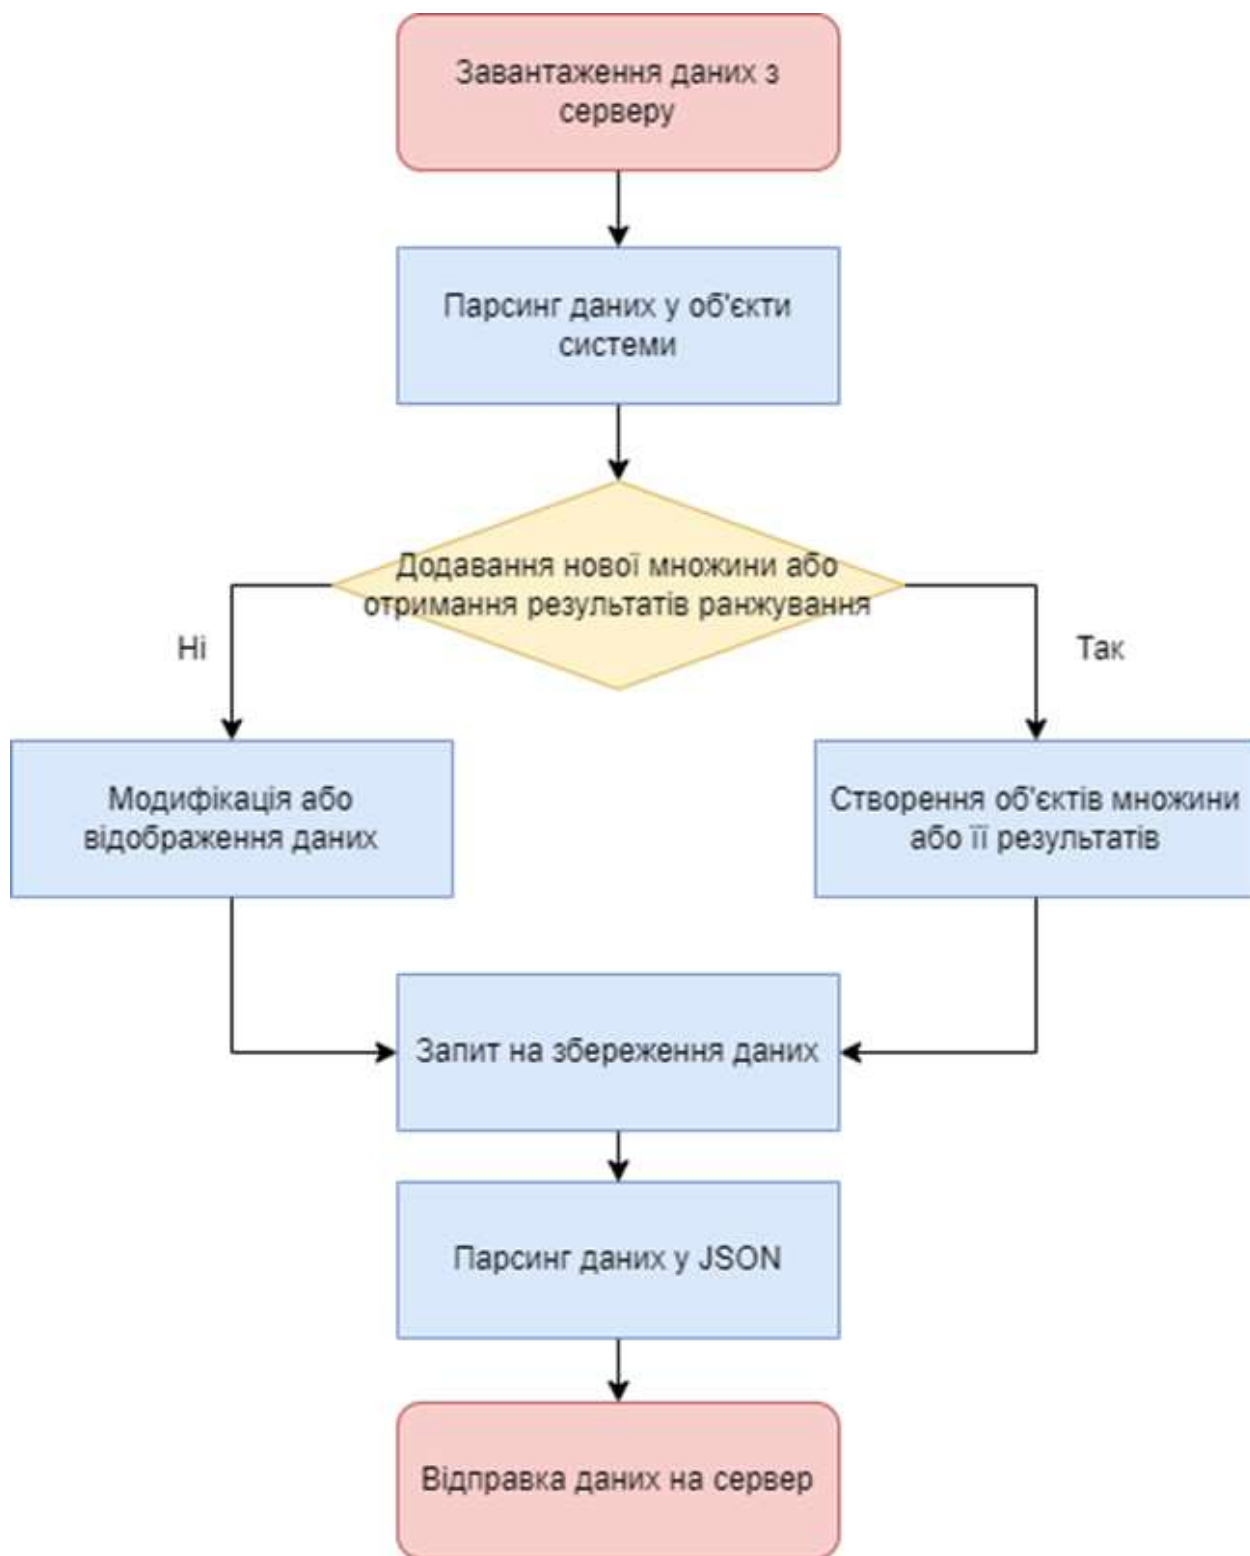 Завантаження даних з
серверу
Парсинг даних у об'єкти
системи
Додавання нової множини або
отримання результатів ранжування
Ні
Так
Модифікація або
відображення даних
Створення об'єктів множини
або її результатів
Запит на збереження даних
Парсинг даних у JSON
Відправка даних на сервер